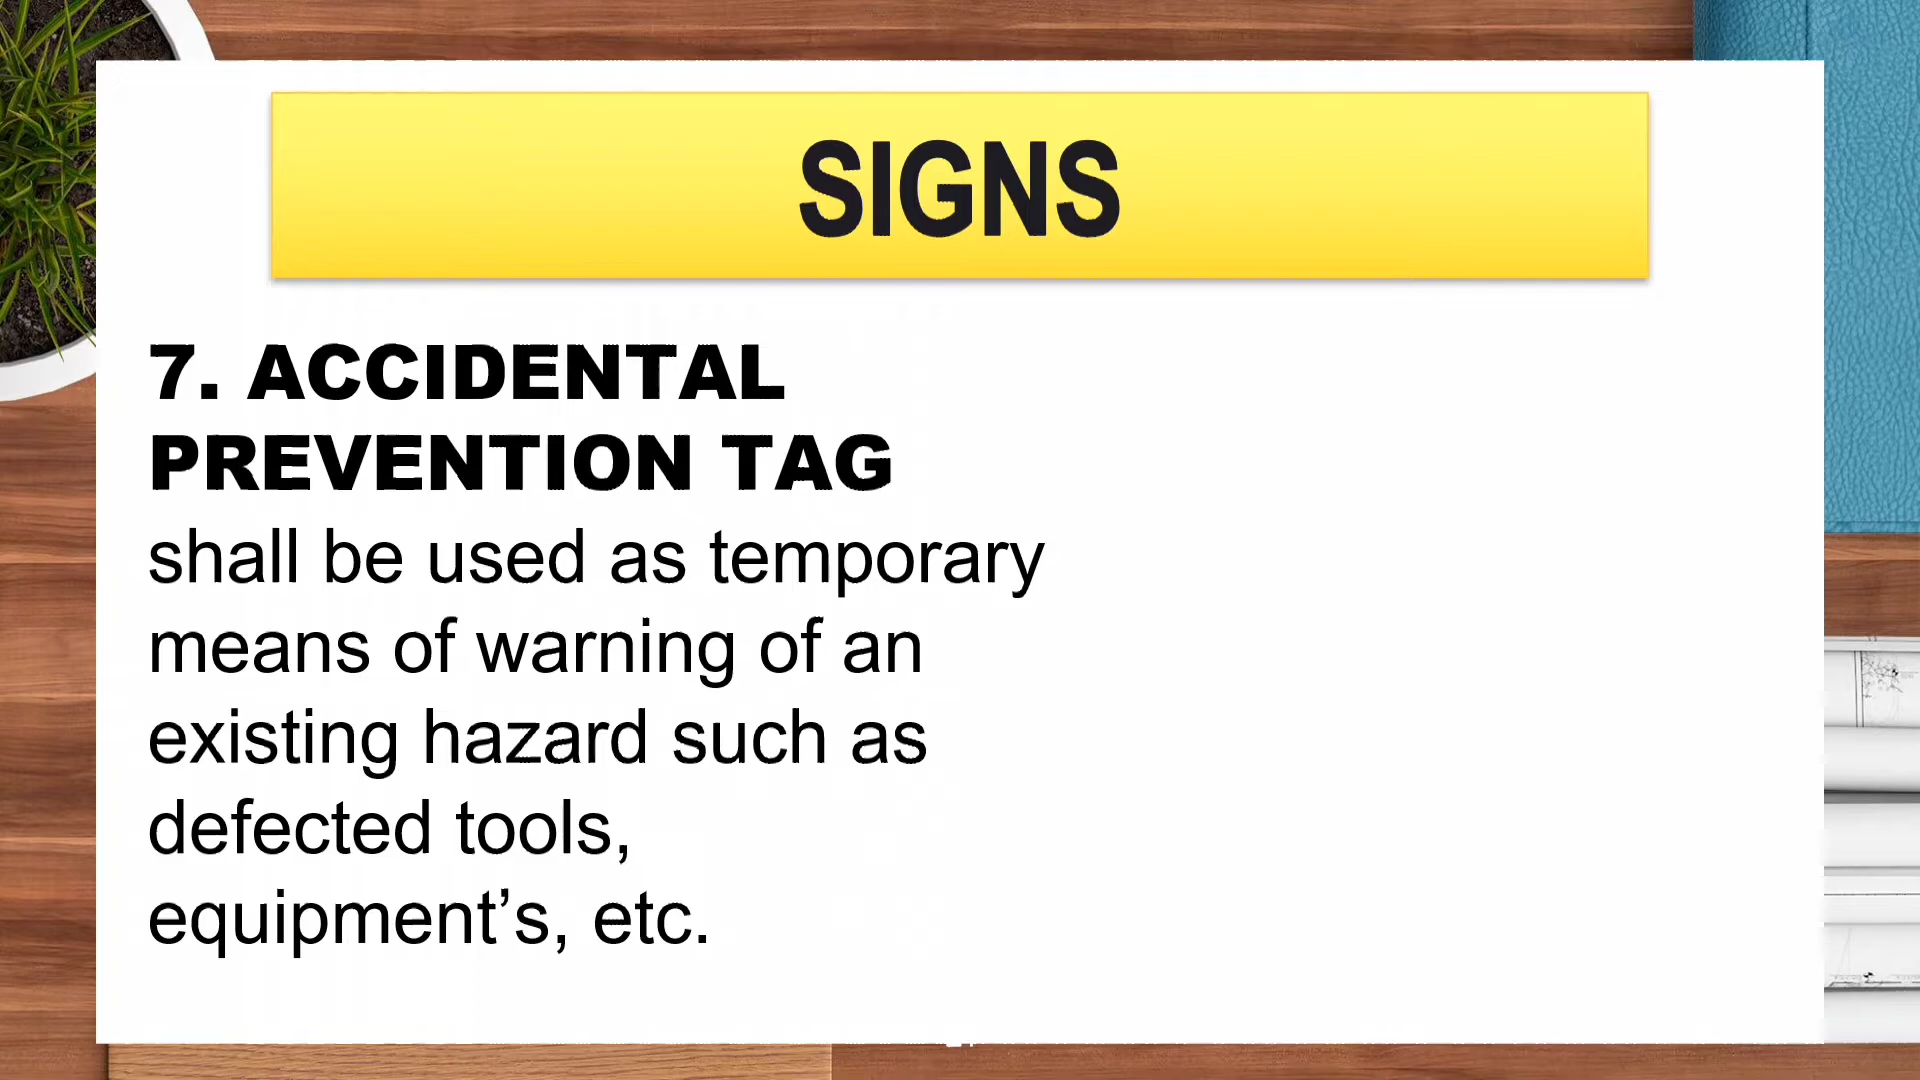 SIGNS
7. ACCIDENTAL
PREVENTION TAG
shall be used as temporary
means of warning of an
existing hazard such as
defected tools,
equipment’s, etc.